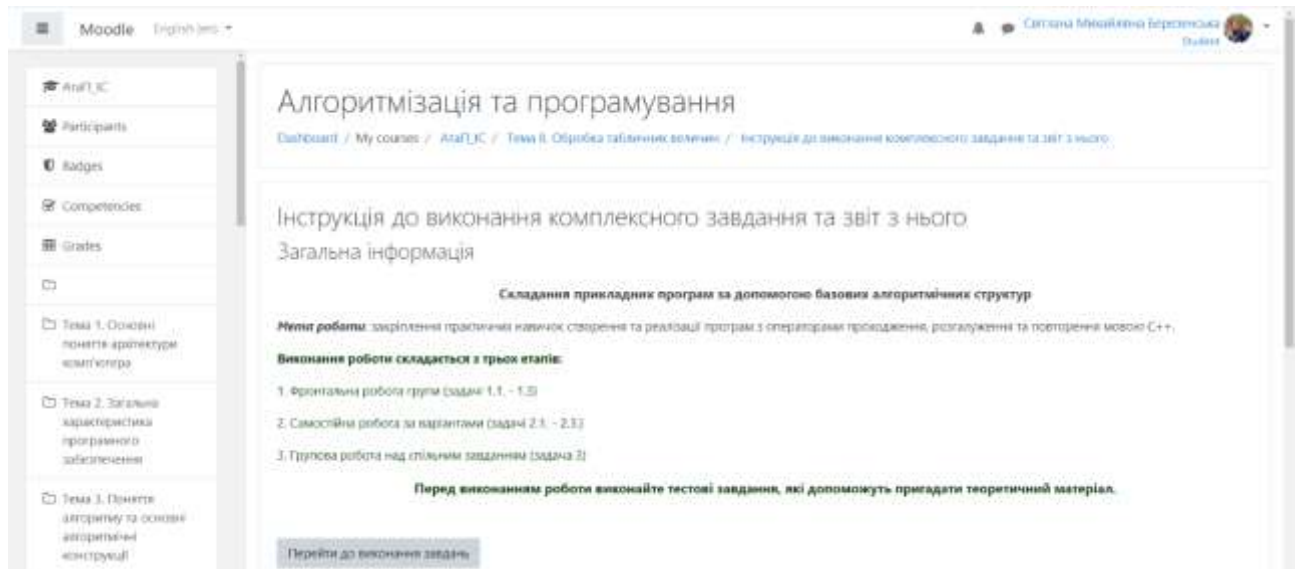 Moodle
Світлана Михайлівна
Student
АтаП_ІС
Participants
Badges
Competencies
Grades
Тема 1. Основні
поняття архітектури
комп'ютера
Тема 2. Загальна
характеристика
програмного
забезпечення
Тема 3. Поняття
алгоритму та основні
алгоритмічні
конструкції
Алгоритмізація та програмування
Dashboard / My courses / АтаП_ІС / Тема 8. Обробка табличних величин / Інструкція до виконання комплексного завдання та звіт з нього
Інструкція до виконання комплексного завдання та звіт з нього
Загальна інформація
Складання прикладних програм за допомогою базових алгоритмічних структур
Мета роботи: закріплення практичних навичок створення та реалізації програм з операторами проходження, розгалуження та повторення мовою С++.
Виконання роботи складається з трьох етапів:
1. Фронтальна робота групи (задачі 1.1. - 1.3)
2. Самостійна робота за варіантами (задачі 2.1. - 2.3.)
3. Групова робота над спільним завданням (задача 3)
Перед виконанням роботи виконайте тестові завдання, які допоможуть пригадати теоретичний матеріал.
Перейти до виконання завдань